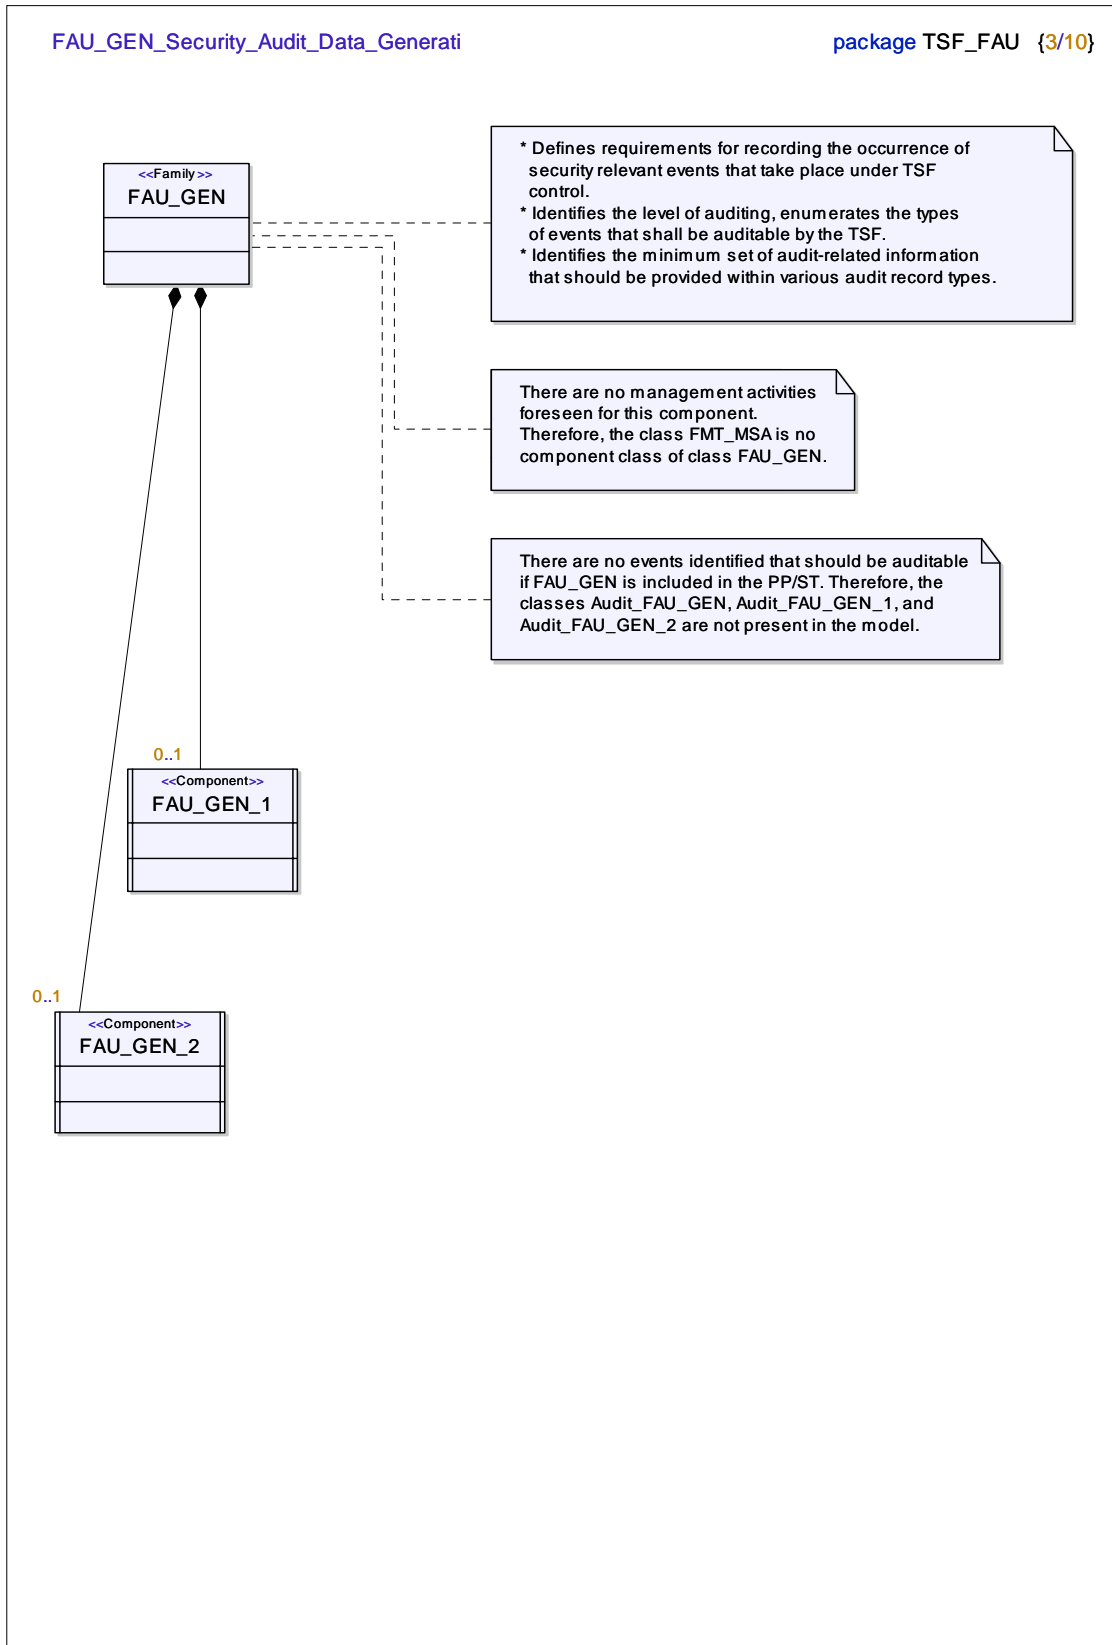 FAU_GEN_Security_Audit_Data_Generati
package TSF_FAU {3/10}
<<Family>>
FAU_GEN
* Defines requirements for recording the occurrence of
security relevant events that take place under TSF
control.
* Identifies the level of auditing, enumerates the types
of events that shall be auditable by the TSF.
* Identifies the minimum set of audit-related information
that should be provided within various audit record types.
There are no management activities
foreseen for this component.
Therefore, the class FMT_MSA is no
component class of class FAU_GEN.
There are no events identified that should be auditable
if FAU_GEN is included in the PP/ST. Therefore, the
classes Audit_FAU_GEN, Audit_FAU_GEN_1, and
Audit_FAU_GEN_2 are not present in the model.
0..1
<<Component>>
FAU_GEN_1
0..1
<<Component>>
FAU_GEN_2